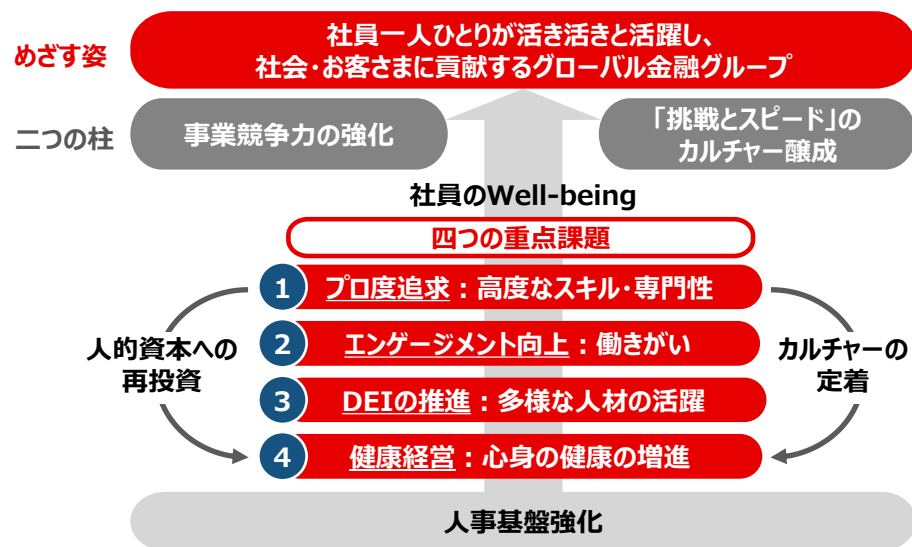 めざす姿
社員一人ひとりが活き活きと活躍し、
社会・お客さまに貢献するグローバル金融グループ
二つの柱
事業競争力の強化
「挑戦とスピード」の
カルチャー醸成
社員のWell-being
四つの重点課題
1 プロ度追求：高度なスキル・専門性
2 エンゲージメント向上：働きがい
3 DEIの推進：多様な人材の活躍
4 健康経営：心身の健康の増進
人的資本への
再投資
カルチャーの
定着
人事基盤強化